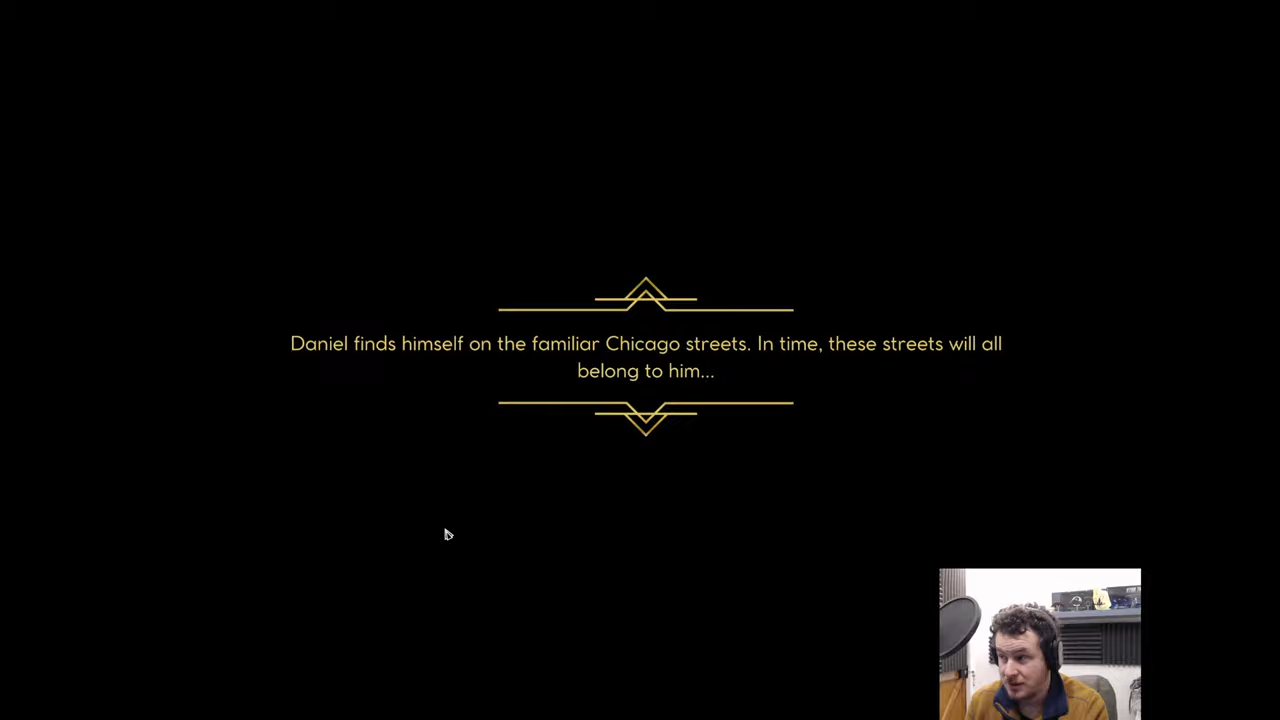 Daniel finds himself on the familiar Chicago streets. In time, these streets will all
belong to him...